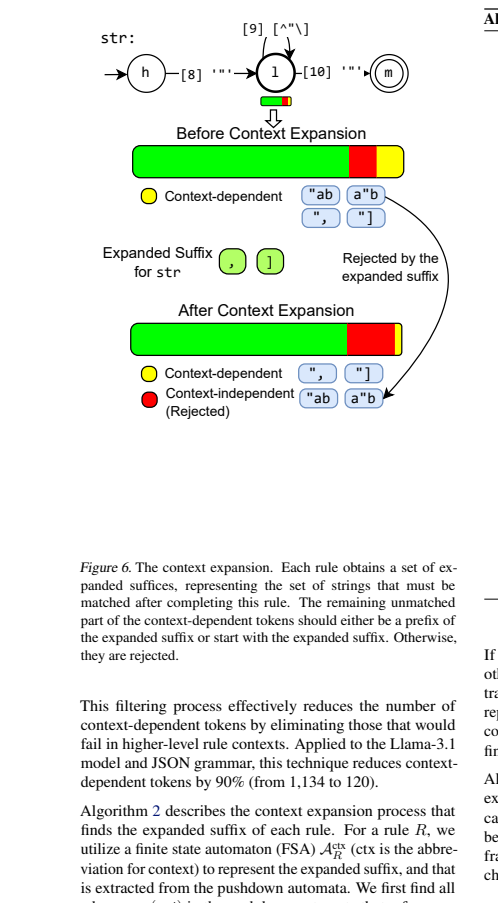 str:
[9] [^"\]
h
[8] '"'
l
[10] '"'
m
Before Context Expansion
Context-dependent
"ab
a"b
",
"]
Expanded Suffix
for str
,
]
Rejected by the
expanded suffix
After Context Expansion
Context-dependent
",
"]
Context-independent
(Rejected)
"ab
a"b
Figure 6. The context expansion. Each rule obtains a set of ex-
panded suffices, representing the set of strings that must be
matched after completing this rule. The remaining unmatched
part of the context-dependent tokens should either be a prefix of
the expanded suffix or start with the expanded suffix. Otherwise,
they are rejected.
This filtering process effectively reduces the number of
context-dependent tokens by eliminating those that would
fail in higher-level rule contexts. Applied to the Llama-3.1
model and JSON grammar, this technique reduces context-
dependent tokens by 90% (from 1,134 to 120).
Algorithm 2 describes the context expansion process that
finds the expanded suffix of each rule. For a rule R, we
utilize a finite state automaton (FSA) 𝒜_R^ctx (ctx is the abbre-
viation for context) to represent the expanded suffix, and that
is extracted from the pushdown automata. We first find all
If